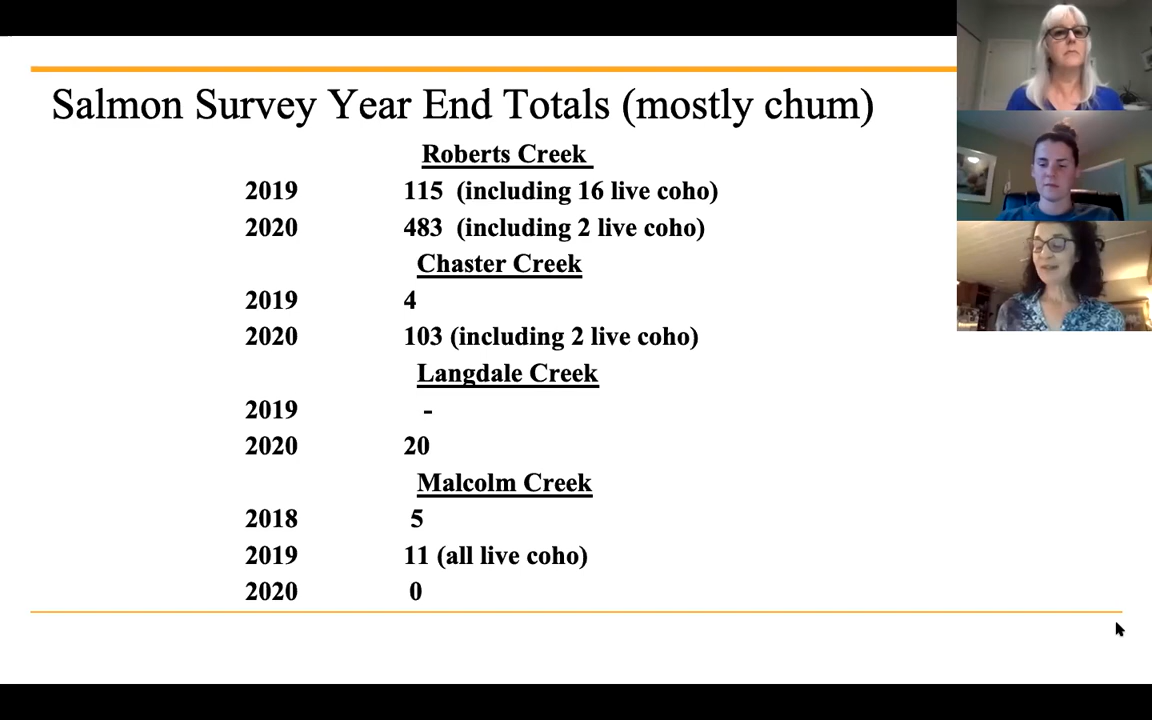 Salmon Survey Year End Totals (mostly chum)
Roberts Creek
2019 115 (including 16 live coho)
2020 483 (including 2 live coho)
Chaster Creek
2019 4
2020 103 (including 2 live coho)
Langdale Creek
2019 -
2020 20
Malcolm Creek
2018 5
2019 11 (all live coho)
2020 0